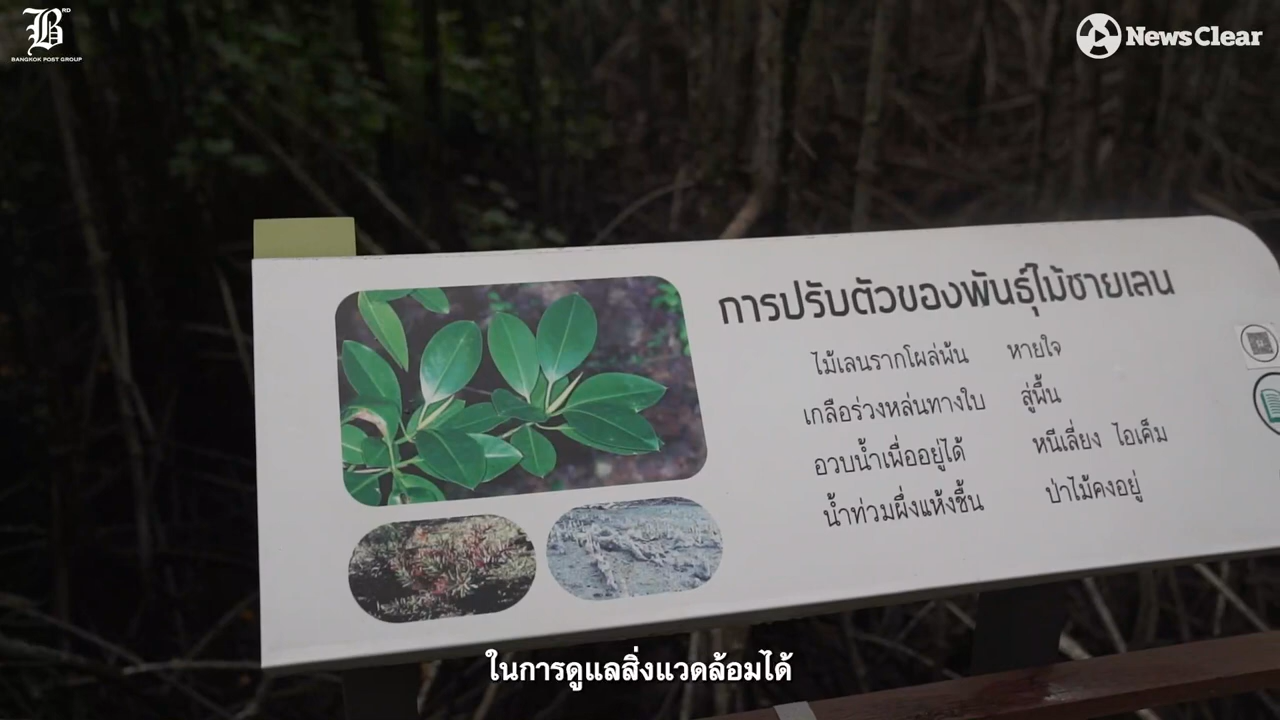 B RD
BANGKOK POST GROUP
News Clear
การปรับตัวของพันธุ์ไม้ชายเลน
ไม้เลนรากโผล่พ้น หายใจ
เกลือร่วงหล่นทางใบ สู่พื้น
อวบน้ำเพื่ออยู่ได้ หนีเลี่ยง ไอเค็ม
น้ำท่วมผึ่งแห้งชื้น ป่าไม้คงอยู่
ในการดูแลสิ่งแวดล้อมได้